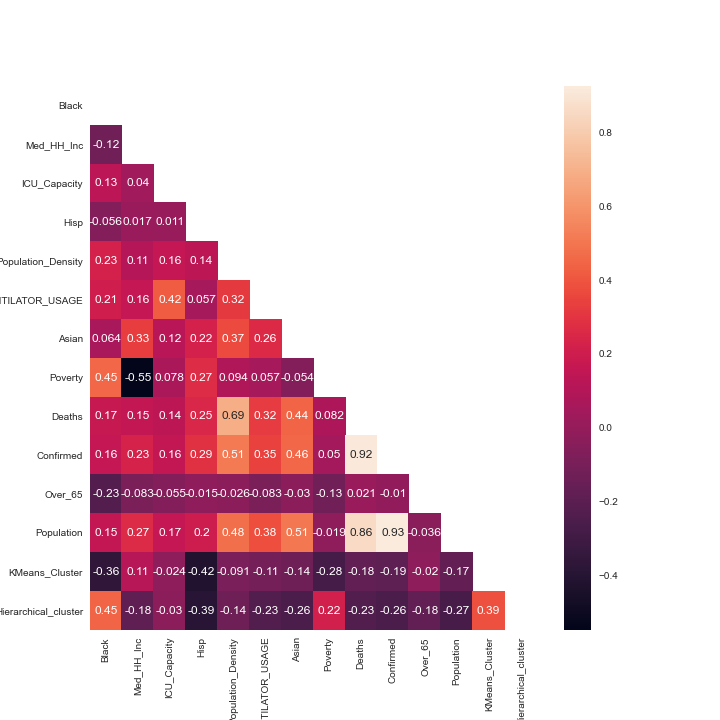 Black
Med_HH_Inc -0.12
ICU_Capacity 0.13 0.04
Hisp -0.056 0.017 0.011
Population_Density 0.23 0.11 0.16 0.14
TILATOR_USAGE 0.21 0.16 0.42 0.057 0.32
Asian 0.064 0.33 0.12 0.22 0.37 0.26
Poverty 0.45 -0.55 0.078 0.27 0.094 0.057 -0.054
Deaths 0.17 0.15 0.14 0.25 0.69 0.32 0.44 0.082
Confirmed 0.16 0.23 0.16 0.29 0.51 0.35 0.46 0.05 0.92
Over_65 -0.23 -0.083 -0.055 -0.015 -0.026 -0.083 -0.03 -0.13 0.021 -0.01
Population 0.15 0.27 0.17 0.2 0.48 0.38 0.51 -0.019 0.86 0.93 -0.036
KMeans_Cluster -0.36 0.11 -0.024 -0.42 -0.091 -0.11 -0.14 -0.28 -0.18 -0.19 -0.02 -0.17
Hierarchical_cluster 0.45 -0.18 -0.03 -0.39 -0.14 -0.23 -0.26 0.22 -0.23 -0.26 -0.18 -0.27 0.39
Black
Med_HH_Inc
ICU_Capacity
Hisp
opulation_Density
TILATOR_USAGE
Asian
Poverty
Deaths
Confirmed
Over_65
Population
KMeans_Cluster
ierarchical_cluster
0.8
0.6
0.4
0.2
0.0
−0.2
−0.4